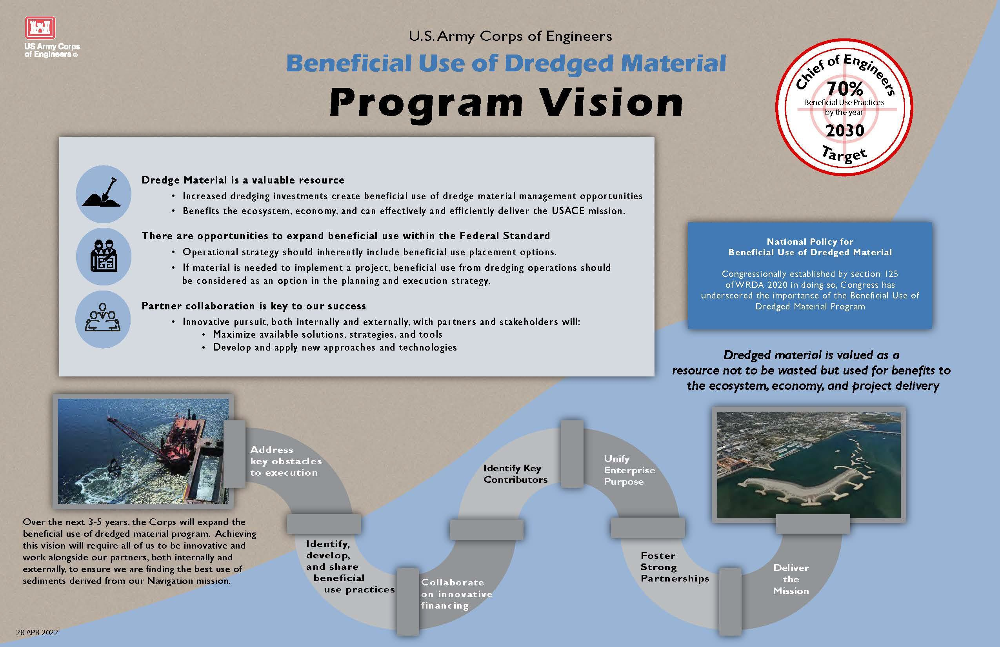 US Army Corps
of Engineers ®
U.S. Army Corps of Engineers
Beneficial Use of Dredged Material
Program Vision
Chief of Engineers
70%
Beneficial Use Practices
by the year
2030
Target
Dredge Material is a valuable resource
• Increased dredging investments create beneficial use of dredge material management opportunities
• Benefits the ecosystem, economy, and can effectively and efficiently deliver the USACE mission.
There are opportunities to expand beneficial use within the Federal Standard
• Operational strategy should inherently include beneficial use placement options.
• If material is needed to implement a project, beneficial use from dredging operations should
be considered as an option in the planning and execution strategy.
Partner collaboration is key to our success
• Innovative pursuit, both internally and externally, with partners and stakeholders will:
• Maximize available solutions, strategies, and tools
• Develop and apply new approaches and technologies
National Policy for
Beneficial Use of Dredged Material
Congressionally established by section 125
of WRDA 2020 in doing so, Congress has
underscored the importance of the Beneficial Use of
Dredged Material Program
Dredged material is valued as a
resource not to be wasted but used for benefits to
the ecosystem, economy, and project delivery
Over the next 3-5 years, the Corps will expand the
beneficial use of dredged material program. Achieving
this vision will require all of us to be innovative and
work alongside our partners, both internally and
externally, to ensure we are finding the best use of
sediments derived from our Navigation mission.
Address
key obstacles
to execution
Identify,
develop,
and share
beneficial
use practices
Collaborate
on innovative
financing
Identify Key
Contributors
Unify
Enterprise
Purpose
Foster
Strong
Partnerships
Deliver
the
Mission
28 APR 2022